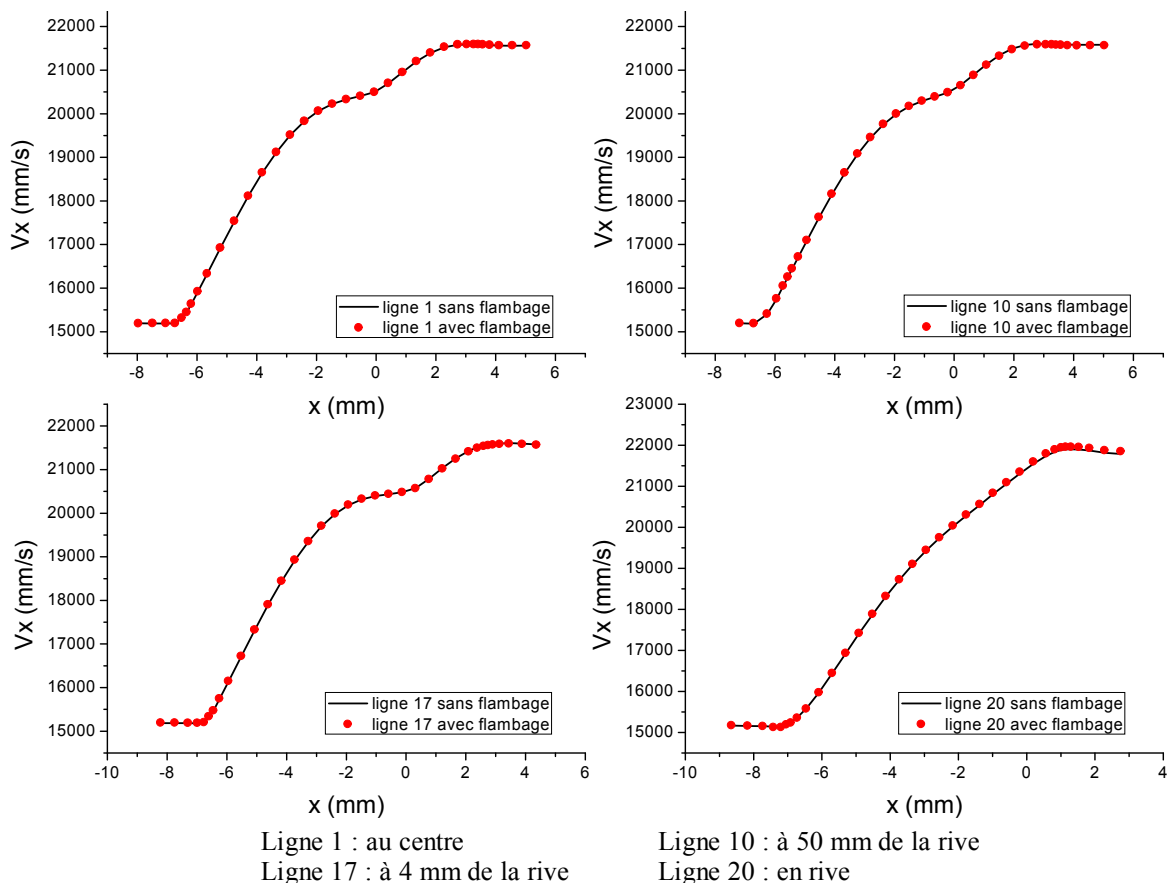 22000
21000
20000
19000
18000
17000
16000
15000
Vx (mm/s)
ligne 1 sans flambage
ligne 1 avec flambage
-8 -6 -4 -2 0 2 4 6
x (mm)
22000
21000
20000
19000
18000
17000
16000
15000
Vx (mm/s)
ligne 10 sans flambage
ligne 10 avec flambage
-8 -6 -4 -2 0 2 4 6
x (mm)
22000
21000
20000
19000
18000
17000
16000
15000
Vx (mm/s)
ligne 17 sans flambage
ligne 17 avec flambage
-10 -8 -6 -4 -2 0 2 4 6
x (mm)
23000
22000
21000
20000
19000
18000
17000
16000
15000
Vx (mm/s)
ligne 20 sans flambage
ligne 20 avec flambage
-10 -8 -6 -4 -2 0 2 4
x (mm)
Ligne 1 : au centre
Ligne 10 : à 50 mm de la rive
Ligne 17 : à 4 mm de la rive
Ligne 20 : en rive